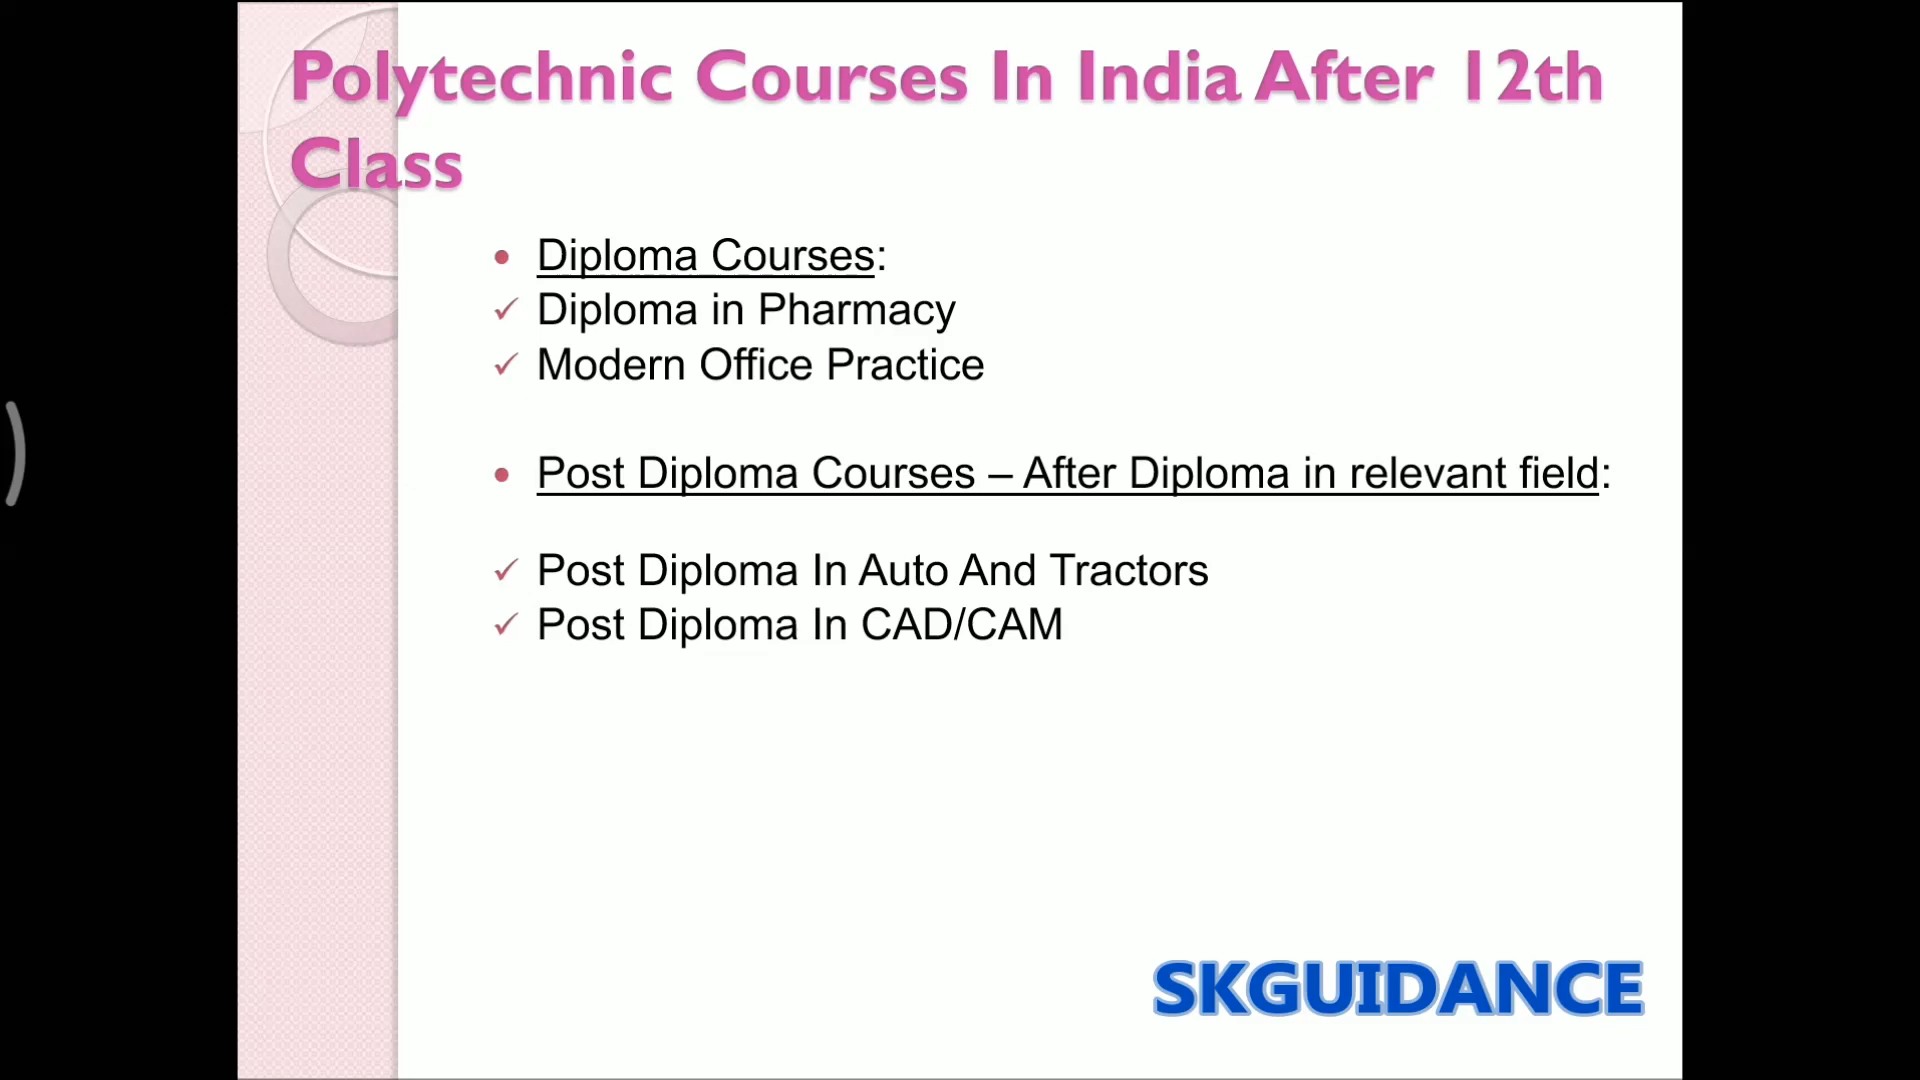 Polytechnic Courses In India After 12th
Class
Diploma Courses:
Diploma in Pharmacy
Modern Office Practice
Post Diploma Courses – After Diploma in relevant field:
Post Diploma In Auto And Tractors
Post Diploma In CAD/CAM
SKGUIDANCE